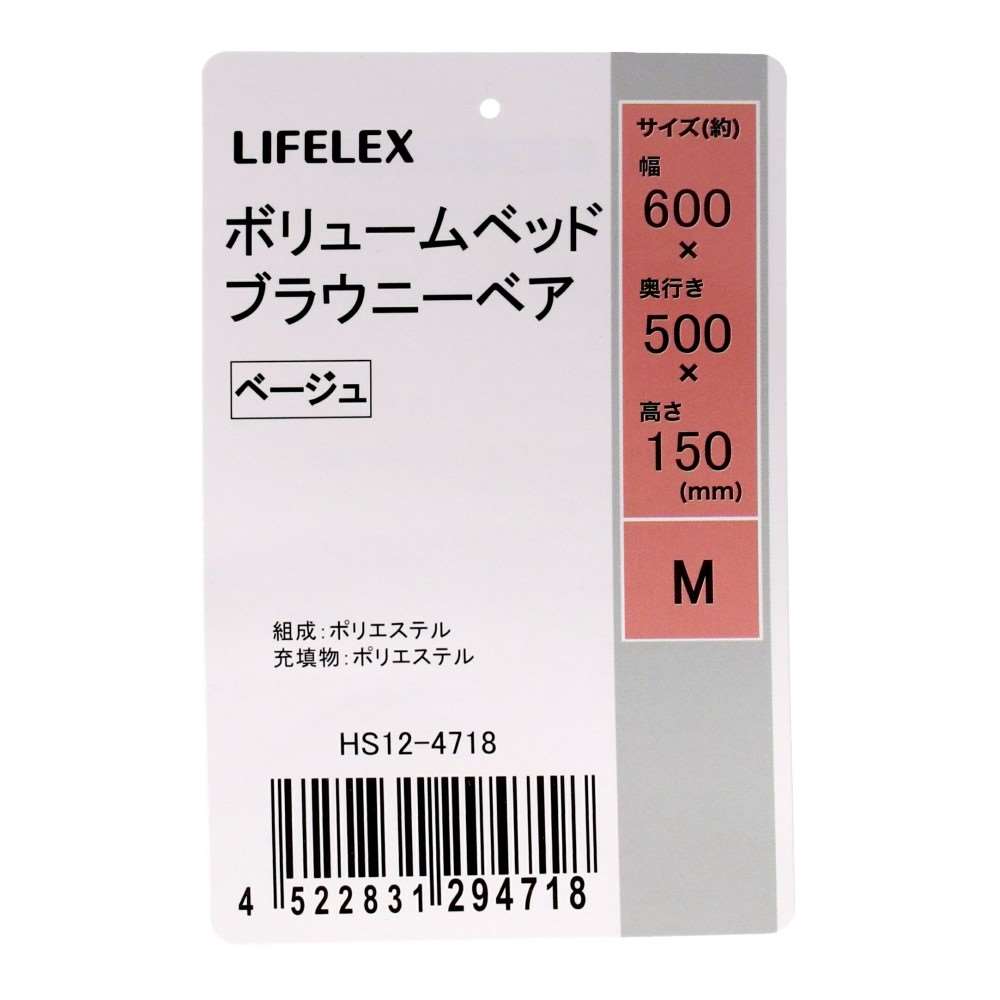 LIFELEX
ボリュームベッド
ブラウニーベア
ベージュ
組成：ポリエステル
充填物：ポリエステル
HS12-4718
4 522831 294718
サイズ(約)
幅
600
×
奥行き
500
×
高さ
150
(mm)
M